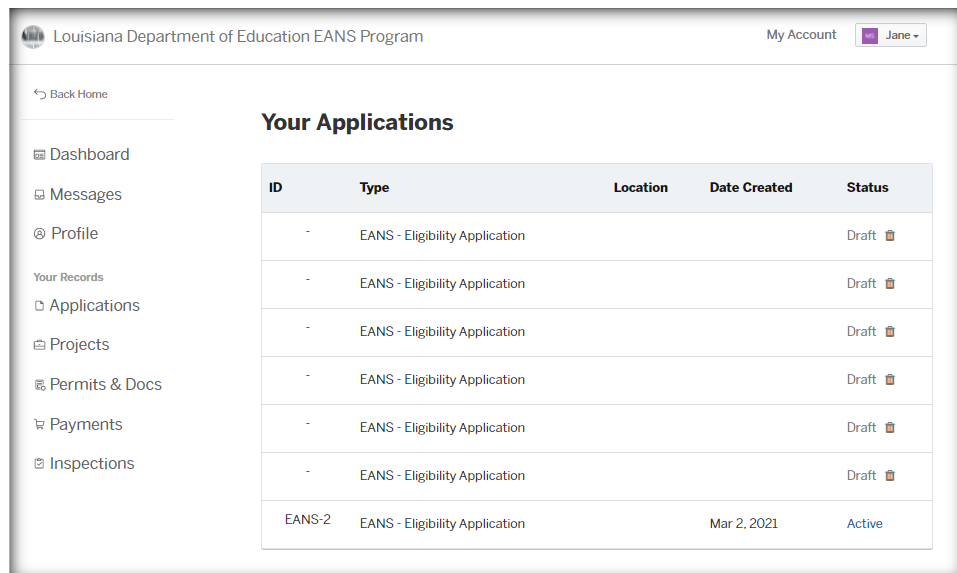 Louisiana Department of Education EANS Program
My Account
MS Jane
Back Home
Dashboard
Messages
Profile
Your Records
Applications
Projects
Permits & Docs
Payments
Inspections
Your Applications
ID Type Location Date Created Status
- EANS - Eligibility Application Draft
- EANS - Eligibility Application Draft
- EANS - Eligibility Application Draft
- EANS - Eligibility Application Draft
- EANS - Eligibility Application Draft
- EANS - Eligibility Application Draft
EANS-2 EANS - Eligibility Application Mar 2, 2021 Active